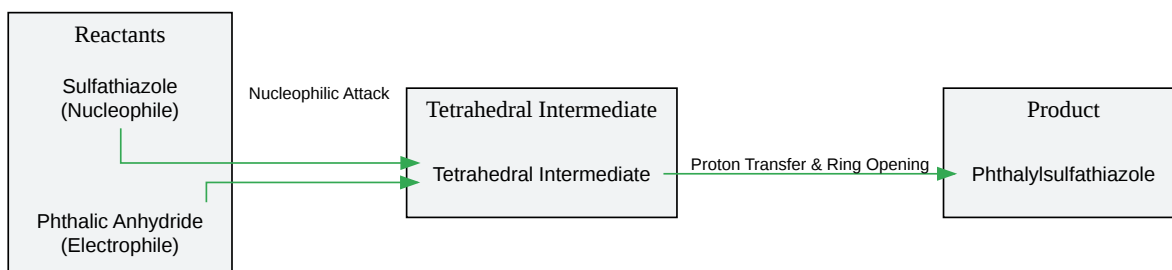 Reactants
Sulfathiazole
(Nucleophile)
Phthalic Anhydride
(Electrophile)
Nucleophilic Attack
Tetrahedral Intermediate
Tetrahedral Intermediate
Proton Transfer & Ring Opening
Product
Phthalylsulfathiazole